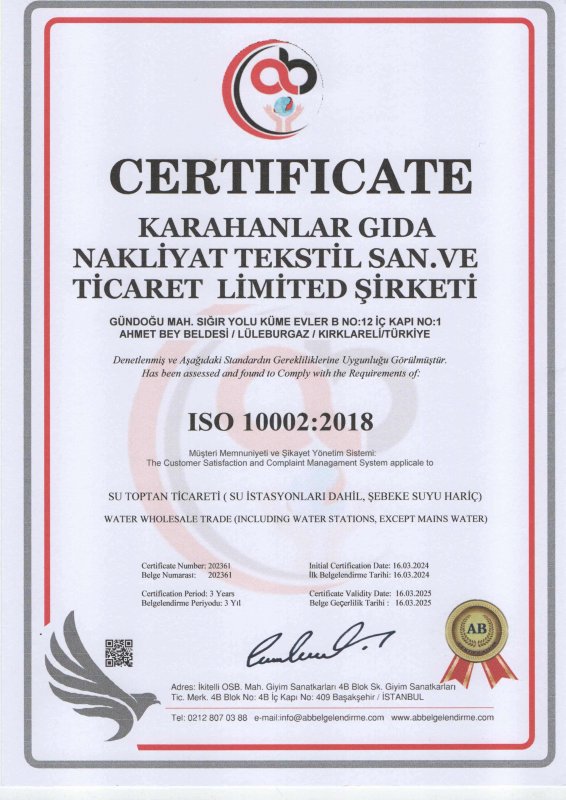 ab
CERTIFICATE
KARAHANLAR GIDA
NAKLİYAT TEKSTİL SAN.VE
TİCARET LİMİTED ŞİRKETİ
GÜNDOĞU MAH. SIĞIR YOLU KÜME EVLER B NO:12 İÇ KAPI NO:1
AHMET BEY BELDESİ / LÜLEBURGAZ / KIRKLARELİ/TÜRKİYE
Denetlenmiş ve Aşağıdaki Standardın Gerekliliklerine Uygunluğu Görülmüştür.
Has been assessed and found to Comply with the Requirements of:
ISO 10002:2018
Müşteri Memnuniyeti ve Şikayet Yönetim Sistemi:
The Customer Satisfaction and Complaint Managament System applicale to
SU TOPTAN TİCARETİ ( SU İSTASYONLARI DAHİL, ŞEBEKE SUYU HARİÇ)
WATER WHOLESALE TRADE (INCLUDING WATER STATIONS, EXCEPT MAINS WATER)
Certificate Number: 202361 Initial Certification Date: 16.03.2024
Belge Numarası: 202361 İlk Belgelendirme Tarihi: 16.03.2024
Certification Period: 3 Years Certificate Validity Date: 16.03.2025
Belgelendirme Periyodu: 3 Yıl Belge Geçerlilik Tarihi : 16.03.2025
AB
Adres: İkitelli OSB. Mah. Giyim Sanatkarları 4B Blok Sk. Giyim Sanatkarları
Tic. Merk. 4B Blok No: 4B İç Kapı No: 409 Başakşehir / İSTANBUL
Tel: 0212 807 03 88 e-mail:info@abbelgelendirme.com www.abbelgelendirme.com